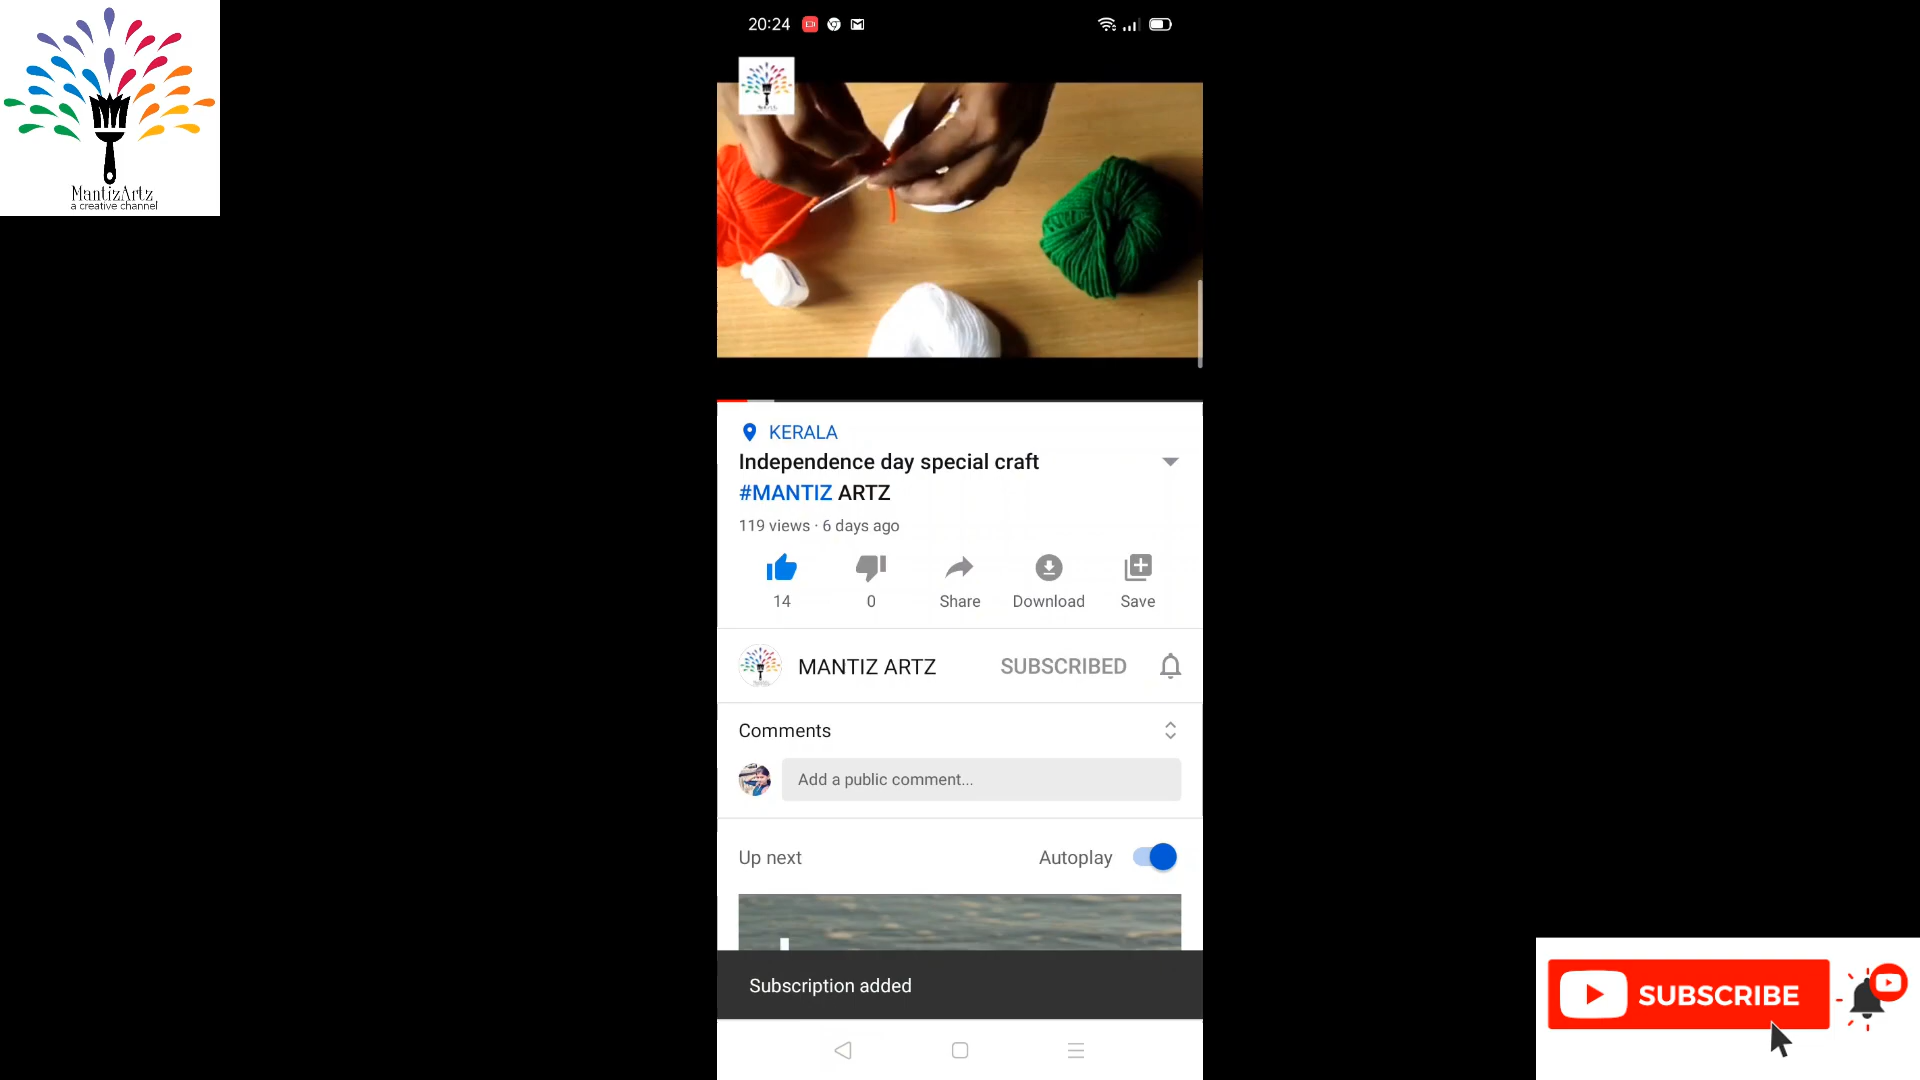 MantizArtz
a creative channel
20:24
KERALA
Independence day special craft
#MANTIZ ARTZ
119 views · 6 days ago
14
0
Share
Download
Save
MANTIZ ARTZ
SUBSCRIBED
Comments
Add a public comment...
Up next
Autoplay
Subscription added
SUBSCRIBE